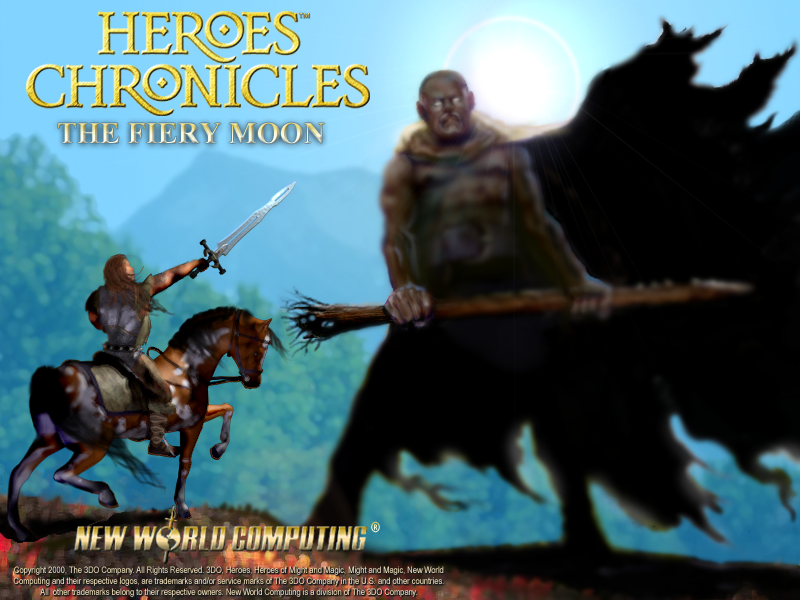 HEROES™
CHRONICLES
THE FIERY MOON
NEW WORLD COMPUTING®
Copyright 2000, The 3DO Company. All Rights Reserved. 3DO, Heroes, Heroes of Might and Magic, Might and Magic, New World
Computing and their respective logos, are trademarks and/or service marks of The 3DO Company in the U.S. and other countries.
All other trademarks belong to their respective owners. New World Computing is a division of The 3DO Company.